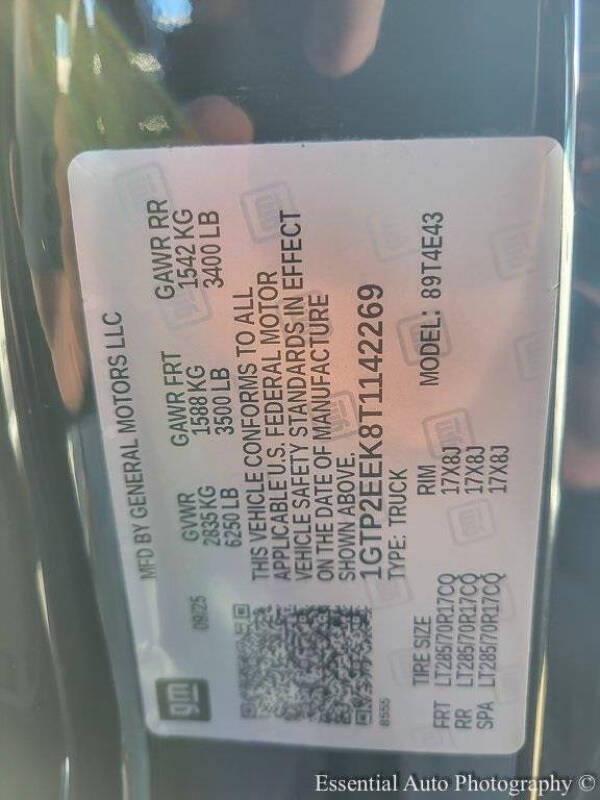 MFD BY GENERAL MOTORS LLC
gm
09/25
GVWR GAWR FRT GAWR RR
2835 KG 1588 KG 1542 KG
6250 LB 3500 LB 3400 LB
THIS VEHICLE CONFORMS TO ALL
APPLICABLE U.S. FEDERAL MOTOR
VEHICLE SAFETY STANDARDS IN EFFECT
ON THE DATE OF MANUFACTURE
SHOWN ABOVE.
1GTP2EEK8T1142269
8555
TYPE: TRUCK MODEL: 89T4E43
TIRE SIZE RIM
FRT LT285/70R17CQ 17X8J
RR LT285/70R17CQ 17X8J
SPA LT285/70R17CQ 17X8J
Essential Auto Photography ©